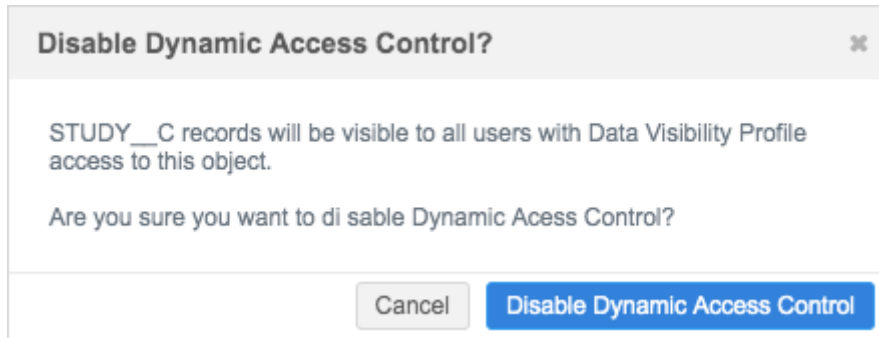 Disable Dynamic Access Control?
STUDY__C records will be visible to all users with Data Visibility Profile
access to this object.
Are you sure you want to di sable Dynamic Acess Control?
Cancel
Disable Dynamic Access Control